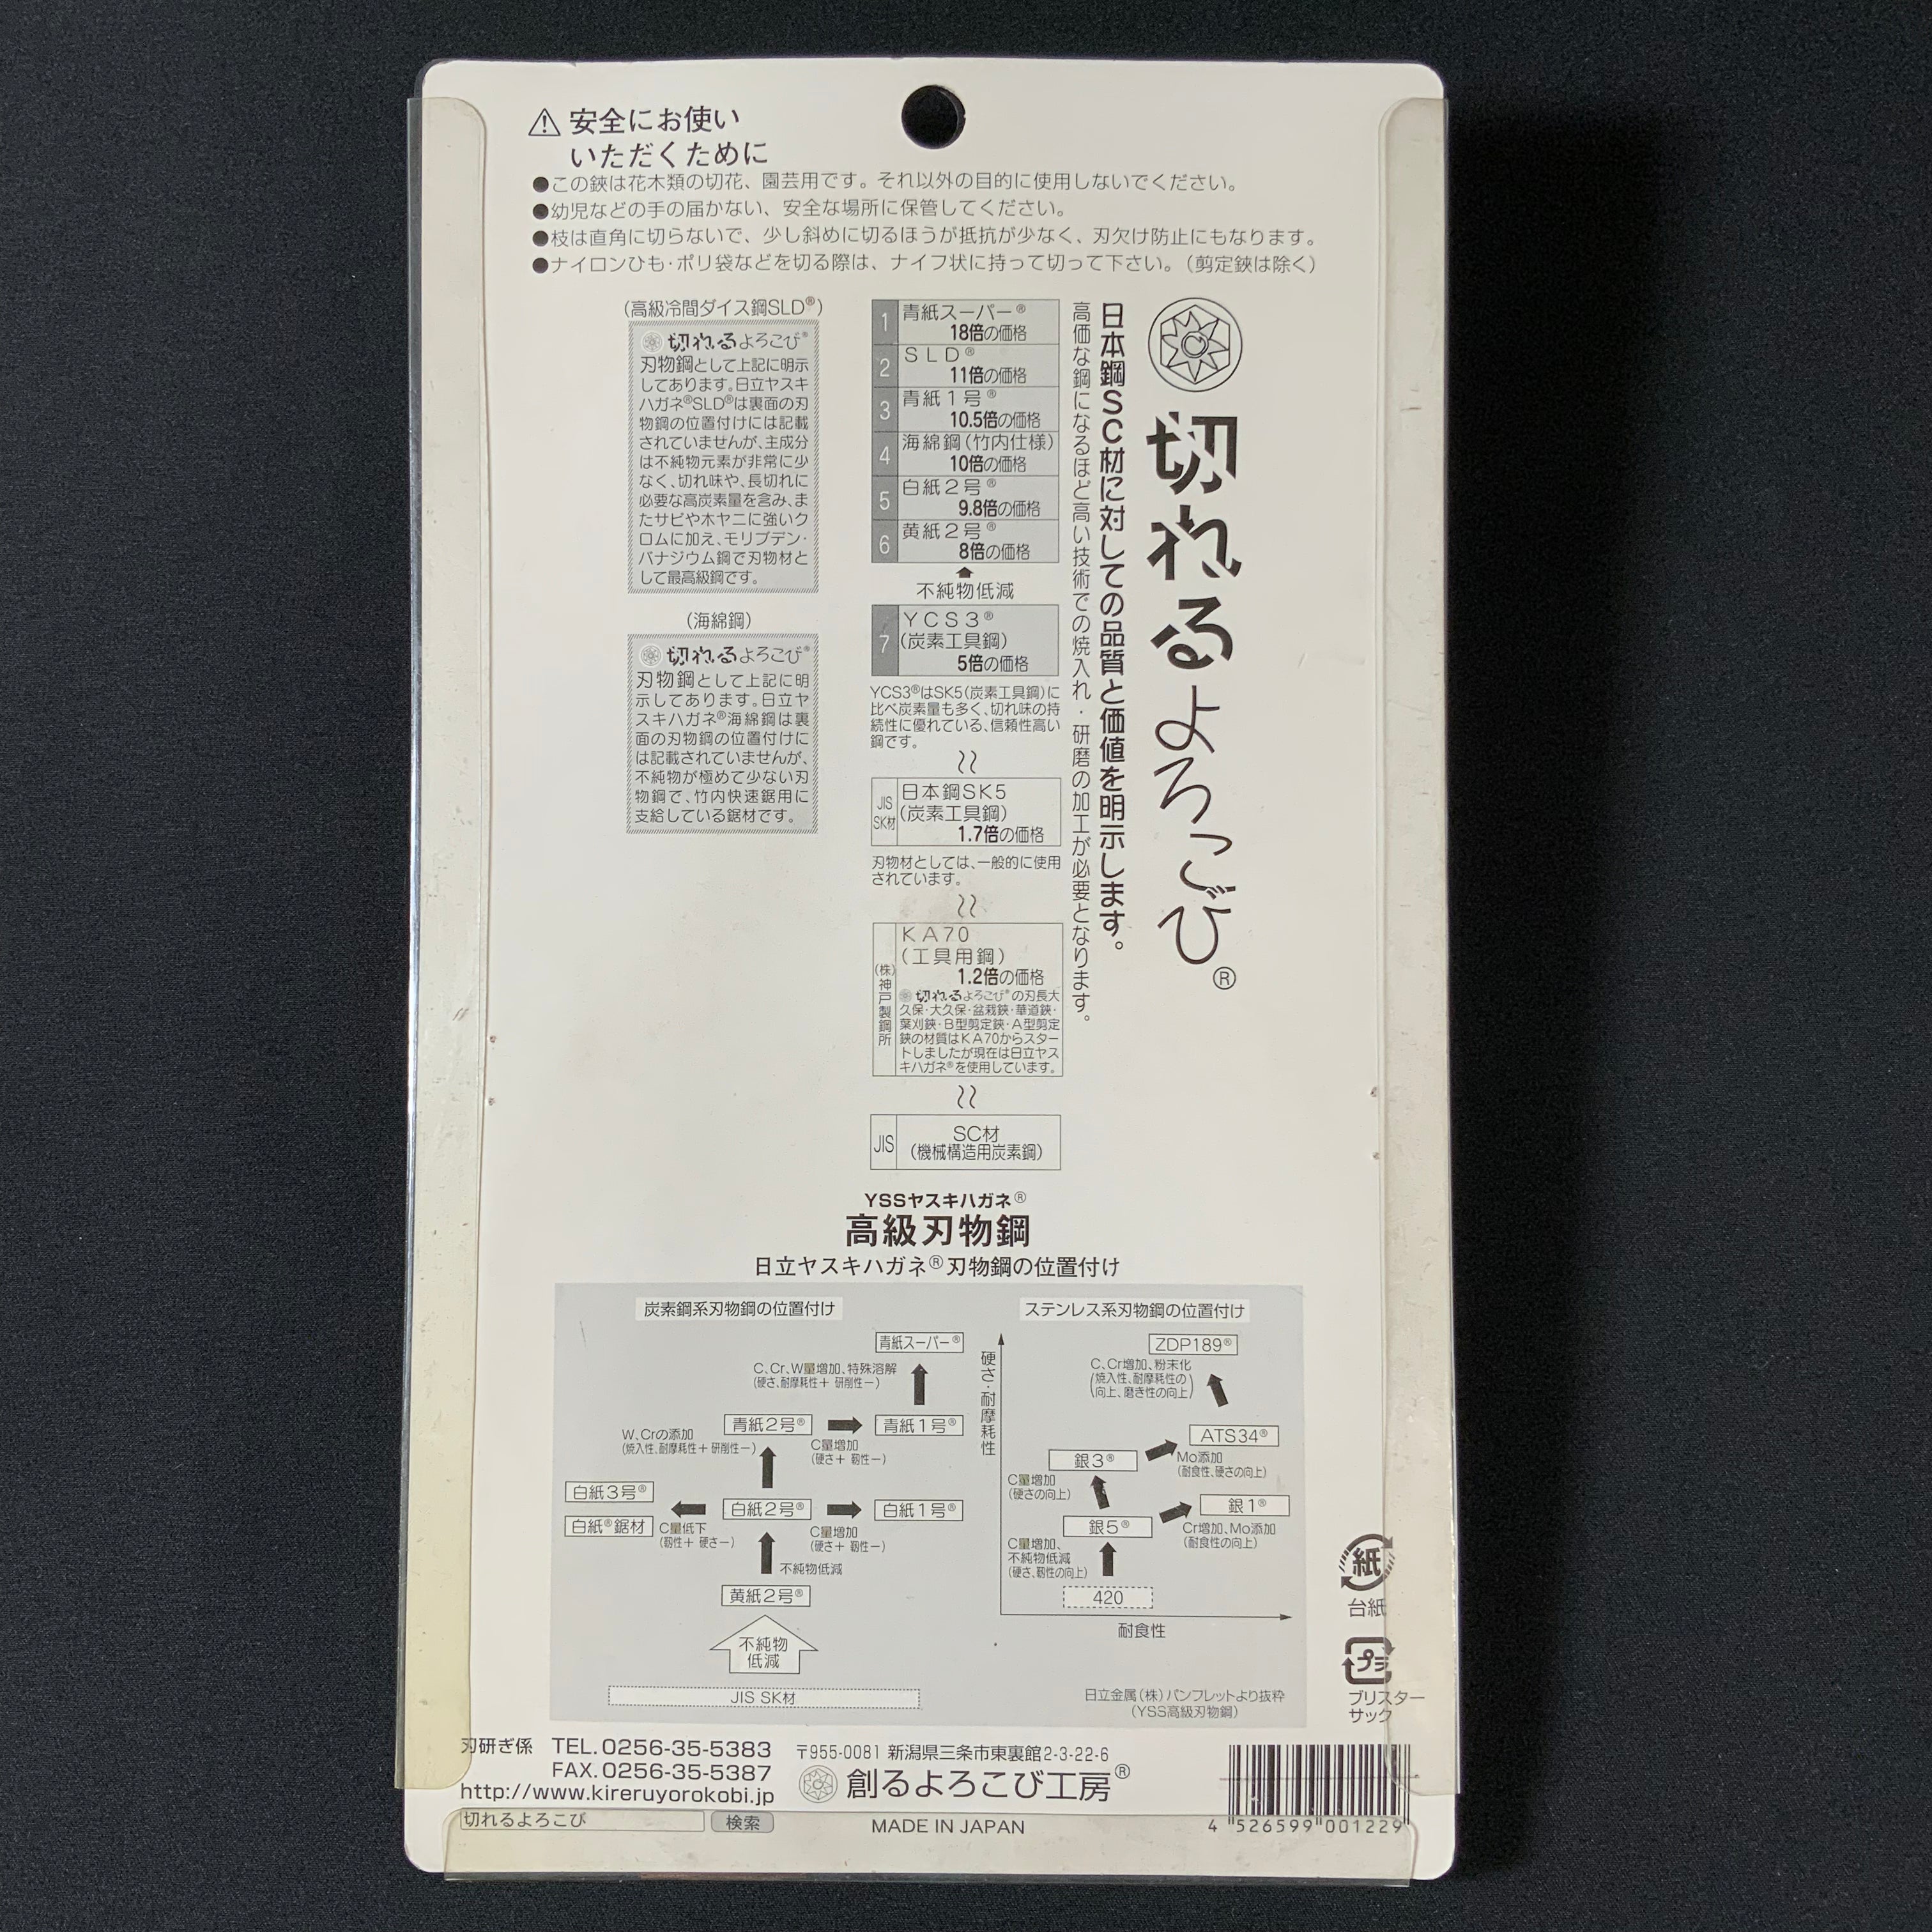 ⚠安全にお使い
いただくために
●この鋏は花木類の切花、園芸用です。それ以外の目的に使用しないでください。
●幼児などの手の届かない、安全な場所に保管してください。
●枝は直角に切らないで、少し斜めに切るほうが抵抗が少なく、刃欠け防止にもなります。
●ナイロンひも・ポリ袋などを切る際は、ナイフ状に持って切って下さい。(剪定鋏は除く)
切れるよろこび®
日本鋼SC材に対しての品質と価値を明示します。
高価な鋼になるほど高い技術での焼入れ・研磨の加工が必要となります。
1 青紙スーパー®
18倍の価格
2 SLD®
11倍の価格
3 青紙1号®
10.5倍の価格
4 海綿鋼(竹内仕様)
10倍の価格
5 白紙2号®
9.8倍の価格
6 黄紙2号®
8倍の価格
不純物低減
7 YCS3®
(炭素工具鋼)
5倍の価格
YCS3®はSK5(炭素工具鋼)に
比べ炭素量も多く、切れ味の持
続性に優れている、信頼性高い
鋼です。
JIS SK材
日本鋼SK5
(炭素工具鋼)
1.7倍の価格
刃物材としては、一般的に使用
されています。
(株)神戸製鋼所
KA70
(工具用鋼)
1.2倍の価格
切れるよろこび®の刃長大
久保・大久保・盆栽鋏・華道鋏・
葉刈鋏・B型剪定鋏・A型剪定
鋏の材質はKA70からスター
トしましたが現在は日立ヤス
キハガネ®を使用しています。
JIS
SC材
(機械構造用炭素鋼)
(高級冷間ダイス鋼SLD®)
切れるよろこび®
刃物鋼として上記に明示
してあります。日立ヤスキ
ハガネ®SLD®は裏面の刃
物鋼の位置付けには記載
されていませんが、主成分
は不純物元素が非常に少
なく、切れ味や、長切れに
必要な高炭素量を含み、ま
たサビや木ヤニに強いク
ロムに加え、モリブデン・
バナジウム鋼で刃物材と
して最高級鋼です。
(海綿鋼)
切れるよろこび®
刃物鋼として上記に明
示してあります。日立ヤ
スキハガネ®海綿鋼は裏
面の刃物鋼の位置付けに
は記載されていませんが、
不純物が極めて少ない刃
物鋼で、竹内快速鋸用に
支給している鋸材です。
YSSヤスキハガネ®
高級刃物鋼
日立ヤスキハガネ®刃物鋼の位置付け
炭素鋼系刃物鋼の位置付け
青紙スーパー®
C、Cr、W量増加、特殊溶解
(硬さ、耐摩耗性+ 研削性−)
青紙2号®
青紙1号®
W、Crの添加
(焼入性、耐摩耗性+ 研削性−)
C量増加
(硬さ+ 靱性−)
白紙3号®
白紙®鋸材
白紙2号®
白紙1号®
C量低下
(靱性+ 硬さ−)
C量増加
(硬さ+ 靱性−)
不純物低減
黄紙2号®
不純物
低減
JIS SK材
ステンレス系刃物鋼の位置付け
硬さ・耐摩耗性
ZDP189®
C、Cr増加、粉末化
(焼入性、耐摩耗性の
向上、磨き性の向上)
ATS34®
銀3®
Mo添加
(耐食性、硬さの向上)
C量増加
(硬さの向上)
銀1®
銀5®
Cr増加、Mo添加
(耐食性の向上)
C量増加、
不純物低減
(硬さ、靱性の向上)
420
耐食性
日立金属(株)パンフレットより抜粋
(YSS高級刃物鋼)
紙
台紙
プラ
ブリスター
サック
刃研ぎ係 TEL.0256-35-5383
FAX.0256-35-5387
http://www.kireruyorokobi.jp
切れるよろこび 検索
〒955-0081 新潟県三条市東裏館2-3-22-6
創るよろこび工房®
MADE IN JAPAN
4 526599 001229